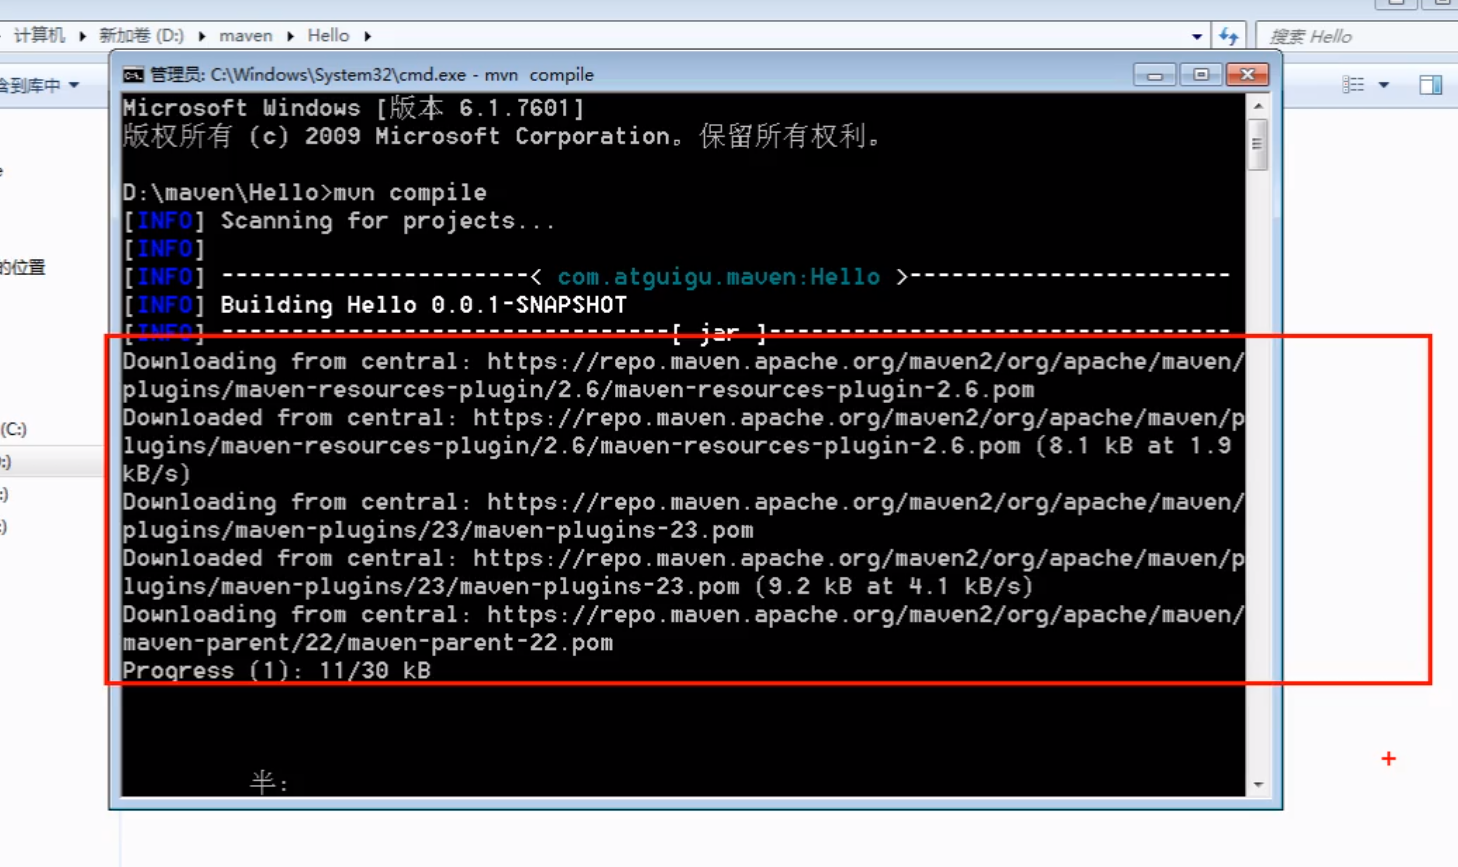 计算机 ▸ 新加卷 (D:) ▸ maven ▸ Hello ▸
搜索 Hello
含到库中
管理员: C:\Windows\System32\cmd.exe - mvn  compile
Microsoft Windows [版本 6.1.7601]
版权所有 (c) 2009 Microsoft Corporation。保留所有权利。
D:\maven\Hello>mvn compile
[INFO] Scanning for projects...
[INFO]
[INFO] ----------------------< com.atguigu.maven:Hello >-----------------------
[INFO] Building Hello 0.0.1-SNAPSHOT
[INFO] --------------------------------[ jar ]---------------------------------
Downloading from central: https://repo.maven.apache.org/maven2/org/apache/maven/
plugins/maven-resources-plugin/2.6/maven-resources-plugin-2.6.pom
Downloaded from central: https://repo.maven.apache.org/maven2/org/apache/maven/p
lugins/maven-resources-plugin/2.6/maven-resources-plugin-2.6.pom (8.1 kB at 1.9
kB/s)
Downloading from central: https://repo.maven.apache.org/maven2/org/apache/maven/
plugins/maven-plugins/23/maven-plugins-23.pom
Downloaded from central: https://repo.maven.apache.org/maven2/org/apache/maven/p
lugins/maven-plugins/23/maven-plugins-23.pom (9.2 kB at 4.1 kB/s)
Downloading from central: https://repo.maven.apache.org/maven2/org/apache/maven/
maven-parent/22/maven-parent-22.pom
Progress (1): 11/30 kB
半:
的位置
(C:)
:)
:)
:)